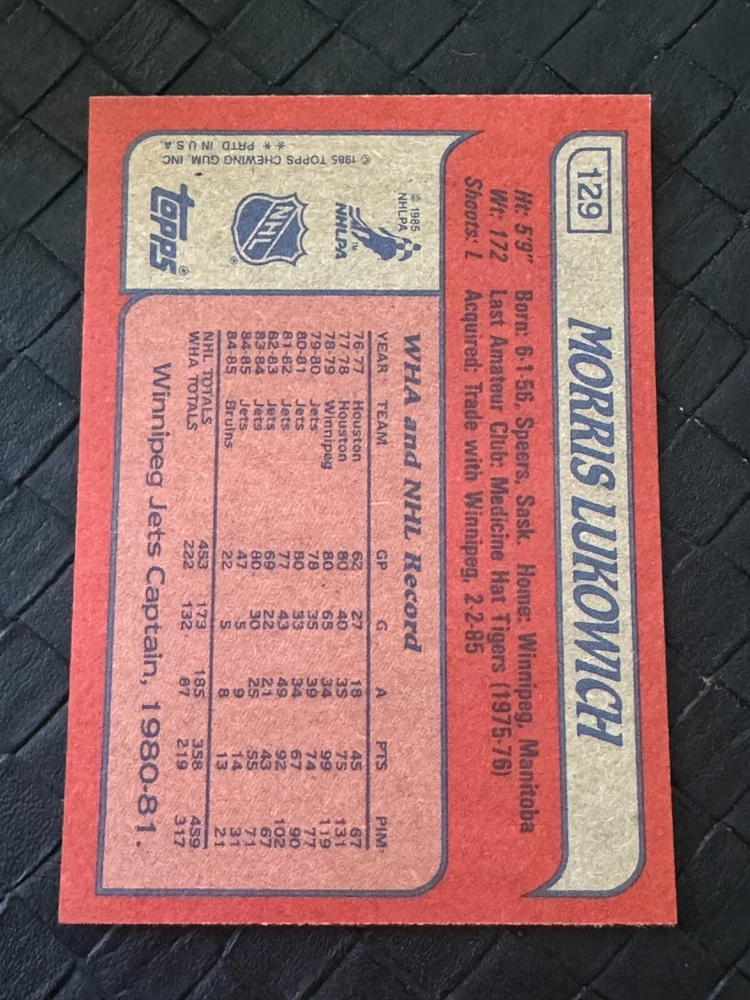 129 MORRIS LUKOWICH
Ht: 5'9" Born: 6-1-56, Speers, Sask. Home: Winnipeg, Manitoba
Wt: 172 Last Amateur Club: Medicine Hat Tigers (1975-76)
Shoots: L Acquired: Trade with Winnipeg, 2-2-85
© 1985
NHLPA
NHLPA™
NHL
topps®
© 1985 TOPPS CHEWING GUM, INC
* * PRTD IN U S A
WHA and NHL Record
YEAR TEAM GP G A PTS PIM
76-77 Houston 62 27 18 45 67
77-78 Houston 80 40 35 75 131
78-79 Winnipeg 80 65 34 99 119
79-80 Jets 78 35 39 74 77
80-81 Jets 80 33 34 67 90
81-82 Jets 77 43 49 92 102
82-83 Jets 69 22 21 43 67
83-84 Jets 80 30 25 55 71
84-85 Jets 47 5 9 14 31
84-85 Bruins 22 5 8 13 21
NHL TOTALS 453 173 185 358 459
WHA TOTALS 222 132 87 219 317
Winnipeg Jets Captain, 1980-81.